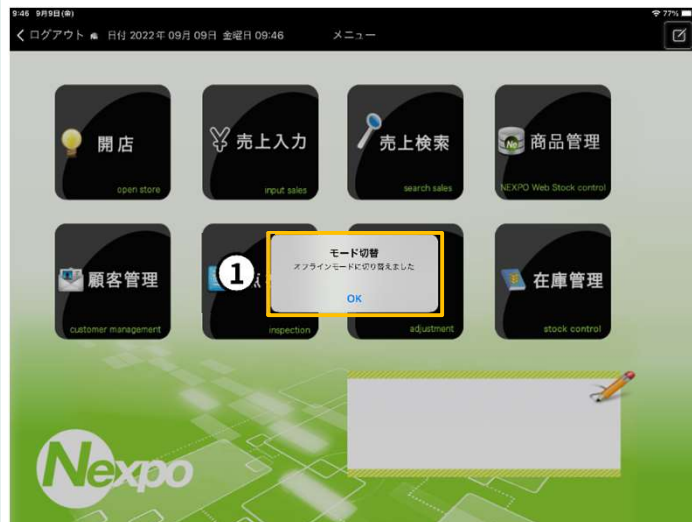 9:46 9月9日(金)
77%
ログアウト 日付 2022年 09月 09日 金曜日 09:46 メニュー
開店
open store
売上入力
input sales
売上検索
search sales
商品管理
NEXPO Web Stock control
顧客管理
customer management
1
inspection
モード切替
オフラインモードに切り替えました
OK
adjustment
在庫管理
stock control
Nexpo